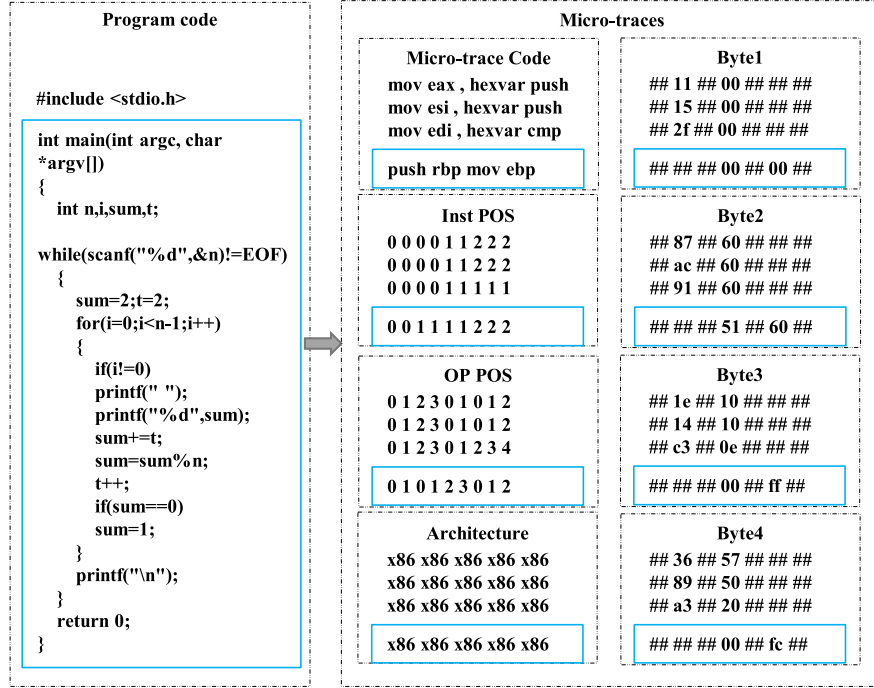 Program code
#include <stdio.h>
int main(int argc, char
*argv[])
{
int n,i,sum,t;
while(scanf("%d",&n)!=EOF)
{
sum=2;t=2;
for(i=0;i<n-1;i++)
{
if(i!=0)
printf(" ");
printf("%d",sum);
sum+=t;
sum=sum%n;
t++;
if(sum==0)
sum=1;
}
printf("\n");
}
return 0;
}
Micro-traces
Micro-trace Code
mov eax , hexvar push
mov esi , hexvar push
mov edi , hexvar cmp
push rbp mov ebp
Inst POS
0 0 0 0 1 1 2 2 2
0 0 0 0 1 1 2 2 2
0 0 0 0 1 1 1 1 1
0 0 1 1 1 1 2 2 2
OP POS
0 1 2 3 0 1 0 1 2
0 1 2 3 0 1 0 1 2
0 1 2 3 0 1 2 3 4
0 1 0 1 2 3 0 1 2
Architecture
x86 x86 x86 x86 x86
x86 x86 x86 x86 x86
x86 x86 x86 x86 x86
x86 x86 x86 x86 x86
Byte1
## 11 ## 00 ## ## ##
## 15 ## 00 ## ## ##
## 2f ## 00 ## ## ##
## ## ## 00 ## 00 ##
Byte2
## 87 ## 60 ## ## ##
## ac ## 60 ## ## ##
## 91 ## 60 ## ## ##
## ## ## 51 ## 60 ##
Byte3
## 1e ## 10 ## ## ##
## 14 ## 10 ## ## ##
## c3 ## 0e ## ## ##
## ## ## 00 ## ff ##
Byte4
## 36 ## 57 ## ## ##
## 89 ## 50 ## ## ##
## a3 ## 20 ## ## ##
## ## ## 00 ## fc ##